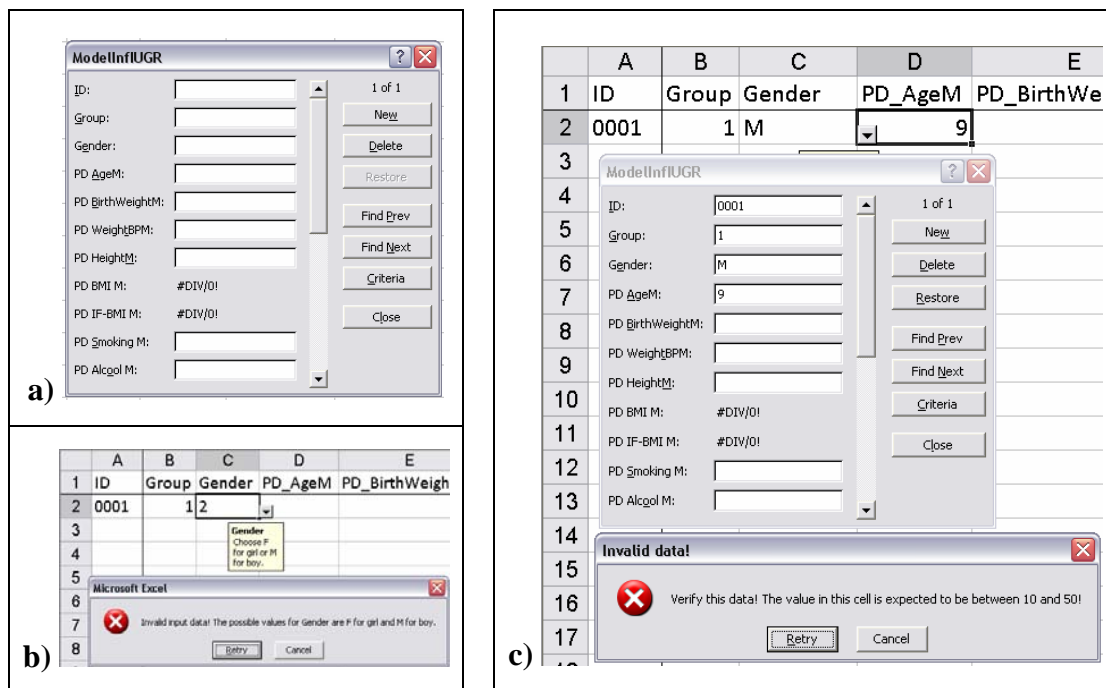 ModelInflUGR
ID:
Group:
Gender:
PD AgeM:
PD BirthWeightM:
PD WeightBPM:
PD HeightM:
PD BMI M: #DIV/0!
PD IF-BMI M: #DIV/0!
PD Smoking M:
PD Alcool M:
1 of 1
New
Delete
Restore
Find Prev
Find Next
Criteria
Close
a)
A B C D E
1 ID Group Gender PD_AgeM PD_BirthWeigh
2 0001 1 2
3
4
5
6
7
8
Gender
Choose F
for girl or M
for boy.
Microsoft Excel
Invalid input data! The possible values for Gender are F for girl and M for boy.
Retry Cancel
b)
A B C D E
1 ID Group Gender PD_AgeM PD_BirthWe
2 0001 1 M 9
3
4
5
6
7
8
9
10
11
12
13
14
15
16
17
ModelInflUGR
ID: 0001
Group: 1
Gender: M
PD AgeM: 9
PD BirthWeightM:
PD WeightBPM:
PD HeightM:
PD BMI M: #DIV/0!
PD IF-BMI M: #DIV/0!
PD Smoking M:
PD Alcool M:
1 of 1
New
Delete
Restore
Find Prev
Find Next
Criteria
Close
Invalid data!
Verify this data! The value in this cell is expected to be between 10 and 50!
Retry Cancel
c)